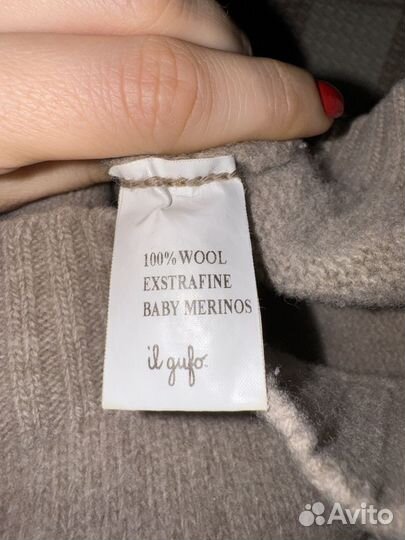 100% WOOL
EXSTRAFINE
BABY MERINOS
il gufo
Avito